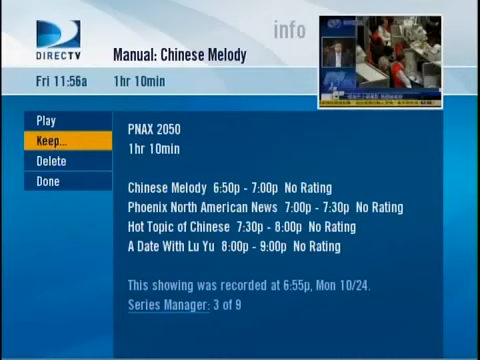 info
DIRECTV
Manual: Chinese Melody
Fri 11:56a 1hr 10min
Play
Keep...
Delete
Done
PNAX 2050
1hr 10min
Chinese Melody 6:50p - 7:00p No Rating
Phoenix North American News 7:00p - 7:30p No Rating
Hot Topic of Chinese 7:30p - 8:00p No Rating
A Date With Lu Yu 8:00p - 9:00p No Rating
This showing was recorded at 6:55p, Mon 10/24.
Series Manager: 3 of 9